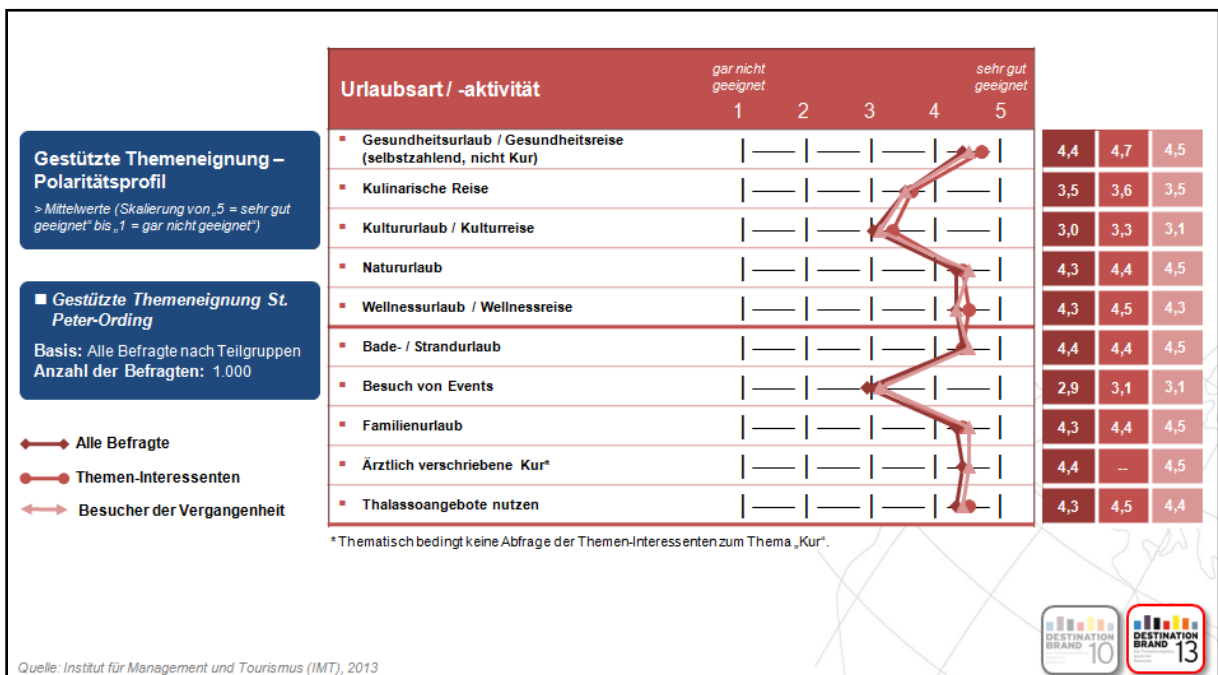 Urlaubsart / -aktivität
gar nicht
geeignet
sehr gut
geeignet
1 2 3 4 5
Gestützte Themeneignung –
Polaritätsprofil
> Mittelwerte (Skalierung von „5 = sehr gut
geeignet“ bis „1 = gar nicht geeignet“)
■ Gestützte Themeneignung St.
Peter-Ording
Basis: Alle Befragte nach Teilgruppen
Anzahl der Befragten: 1.000
Alle Befragte
Themen-Interessenten
Besucher der Vergangenheit
Gesundheitsurlaub / Gesundheitsreise
(selbstzahlend, nicht Kur)
4,4 4,7 4,5
Kulinarische Reise
3,5 3,6 3,5
Kultururlaub / Kulturreise
3,0 3,3 3,1
Natururlaub
4,3 4,4 4,5
Wellnessurlaub / Wellnessreise
4,3 4,5 4,3
Bade- / Strandurlaub
4,4 4,4 4,5
Besuch von Events
2,9 3,1 3,1
Familienurlaub
4,3 4,4 4,5
Ärztlich verschriebene Kur*
4,4 -- 4,5
Thalassoangebote nutzen
4,3 4,5 4,4
* Thematisch bedingt keine Abfrage der Themen-Interessenten zum Thema „Kur“.
DESTINATION
BRAND 10
DESTINATION
BRAND 13
Quelle: Institut für Management und Tourismus (IMT), 2013